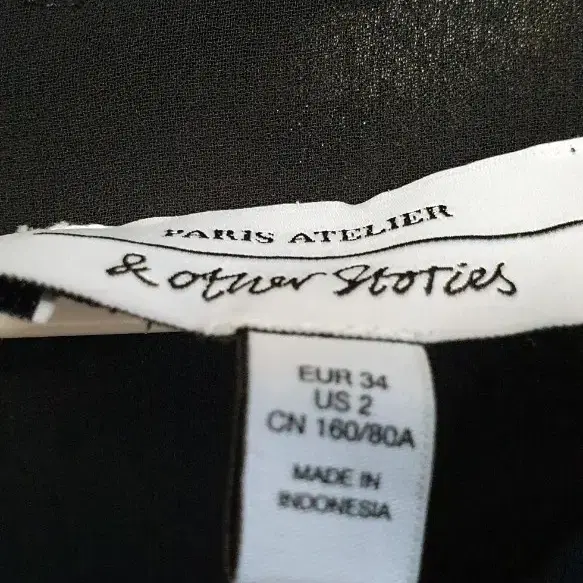 PARIS ATELIER
& other Stories
EUR 34
US 2
CN 160/80A
MADE IN
INDONESIA